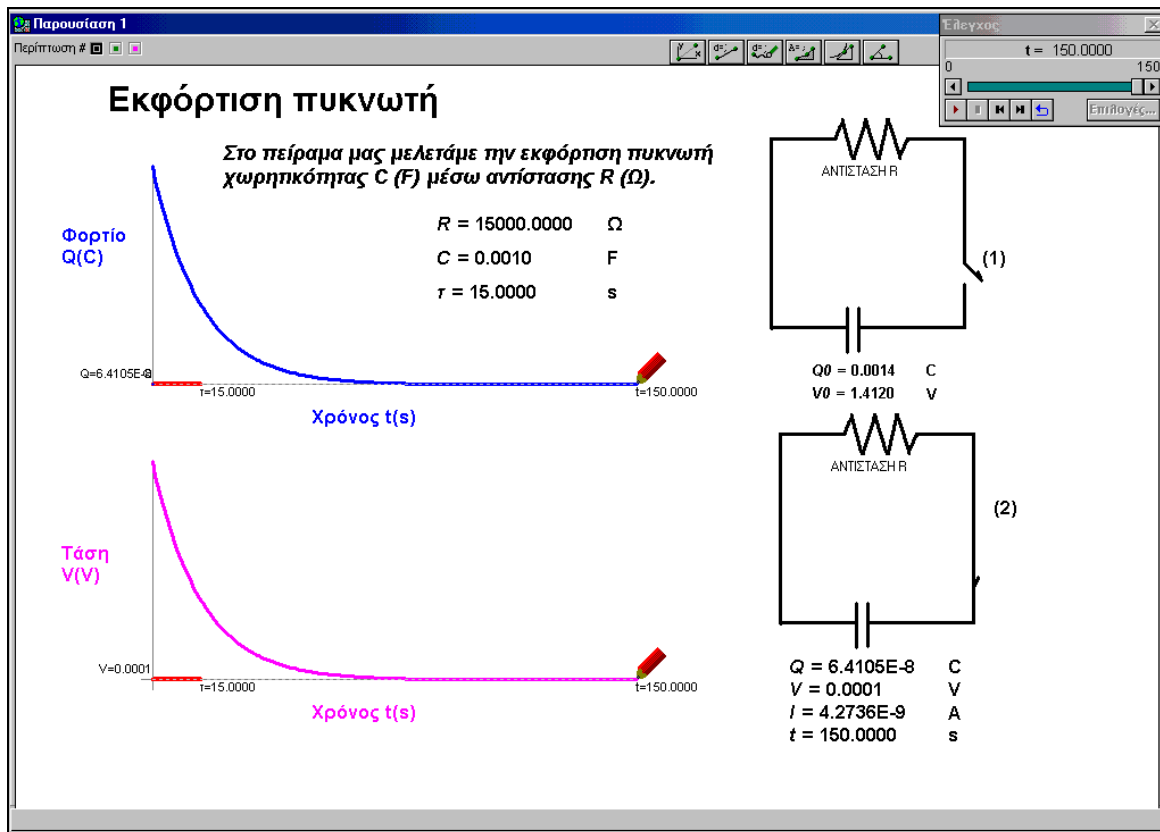 Παρουσίαση 1
Περίπτωση #
Έλεγχος
t = 150.0000
0 150
Επιλογές...
Εκφόρτιση πυκνωτή
Στο πείραμα μας μελετάμε την εκφόρτιση πυκνωτή
χωρητικότητας C (F) μέσω αντίστασης R (Ω).
R = 15000.0000 Ω
C = 0.0010 F
τ = 15.0000 s
Φορτίο
Q(C)
Q=6.4105E-8
τ=15.0000
t=150.0000
Χρόνος t(s)
ΑΝΤΙΣΤΑΣΗ R
(1)
Q0 = 0.0014 C
V0 = 1.4120 V
Τάση
V(V)
V=0.0001
τ=15.0000
t=150.0000
Χρόνος t(s)
ΑΝΤΙΣΤΑΣΗ R
(2)
Q = 6.4105E-8 C
V = 0.0001 V
I = 4.2736E-9 A
t = 150.0000 s